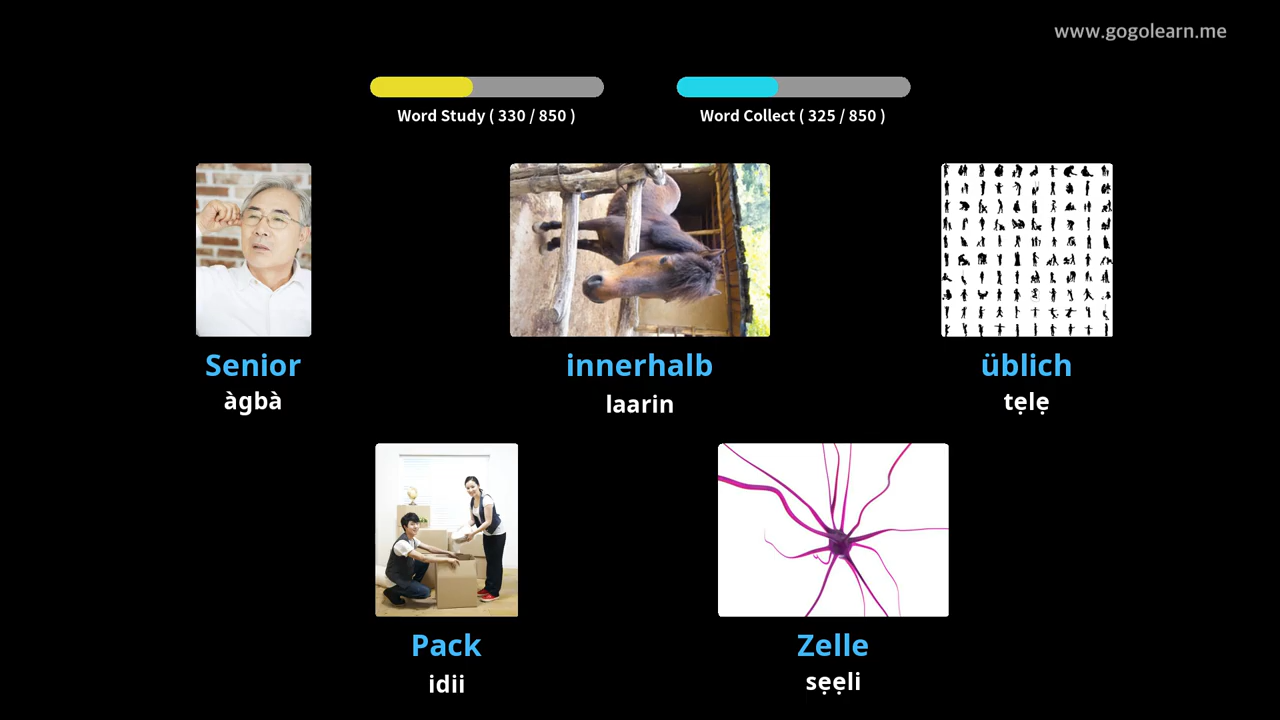 www.gogolearn.me
Word Study ( 330 / 850 )
Word Collect ( 325 / 850 )
Senior
àgbà
innerhalb
laarin
üblich
tẹlẹ
Pack
idii
Zelle
sẹẹli